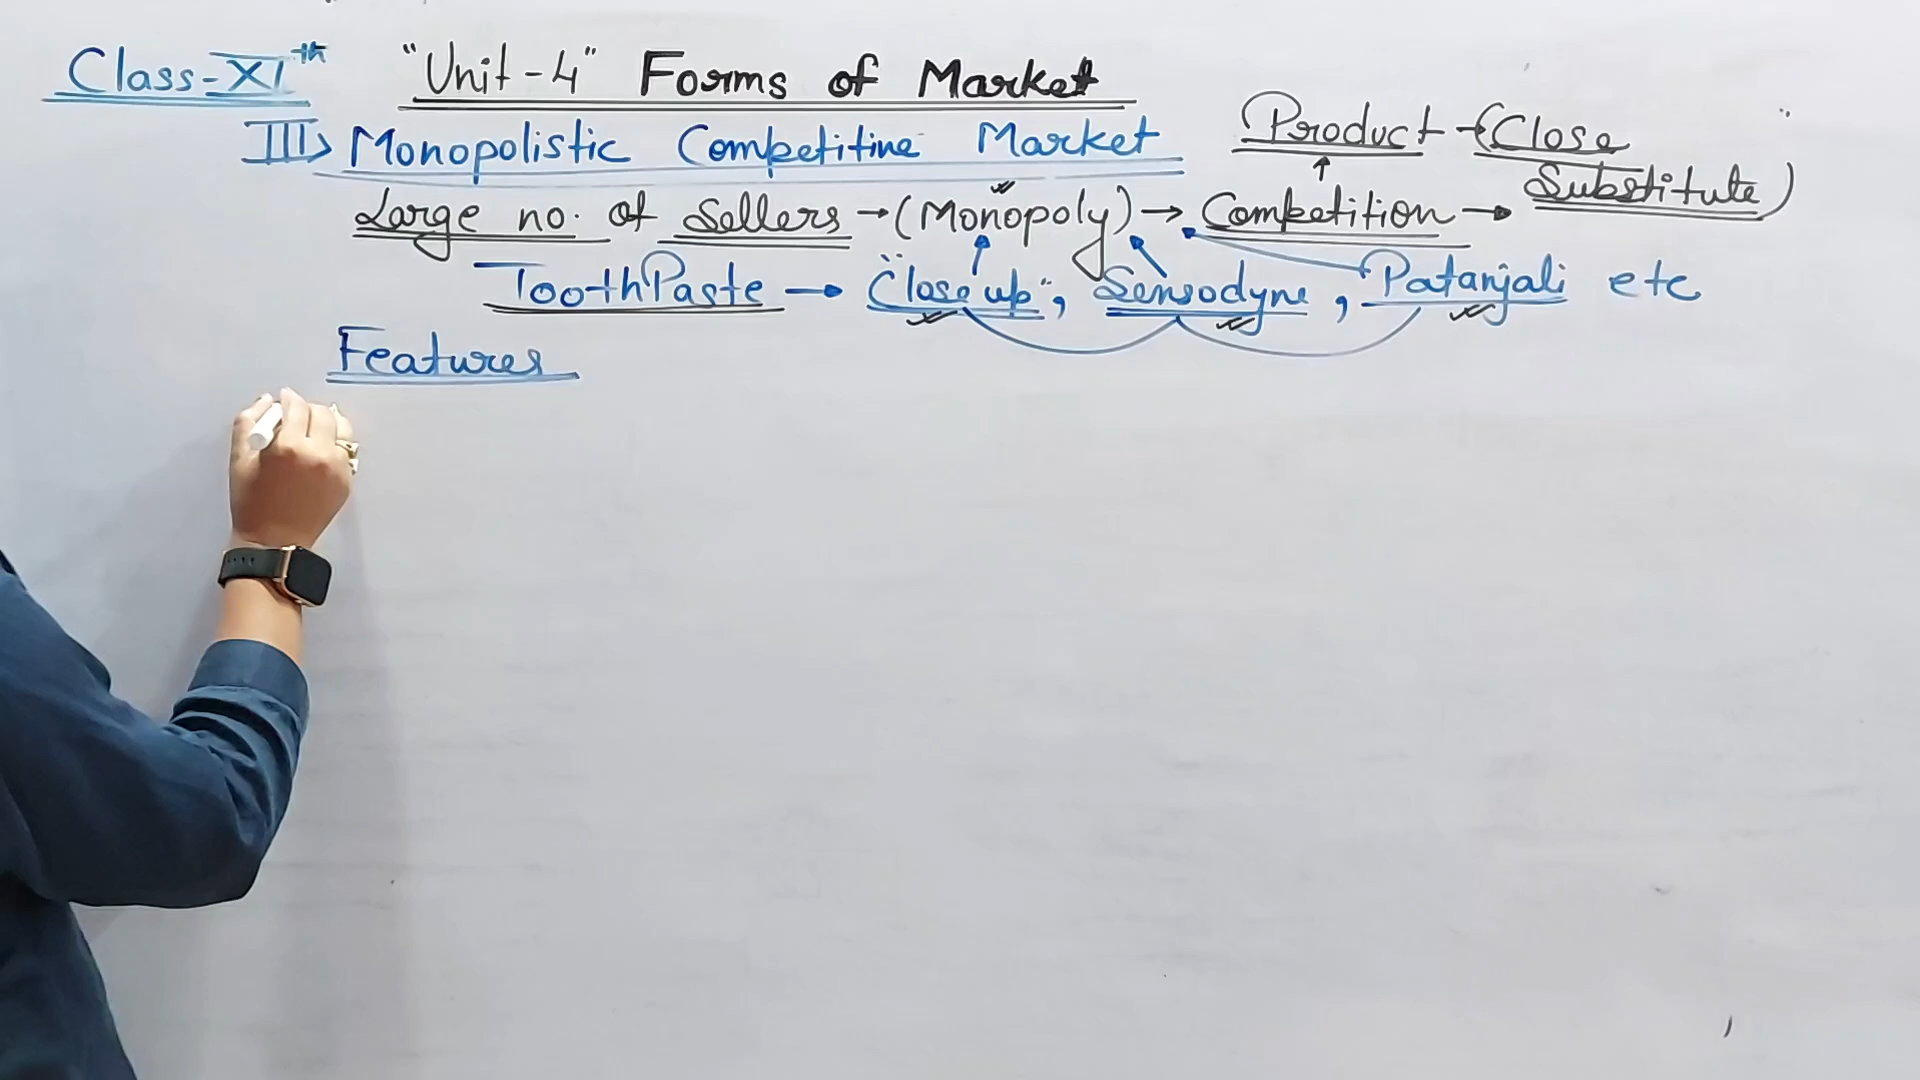 Class-XIth "Unit-4" Forms of Market
III> Monopolistic Competitive Market
Product → (Close Substitute)
Large no. of Sellers → (Monopoly) → Competition →
ToothPaste → "Close up", Sensodyne, Patanjali etc
Features